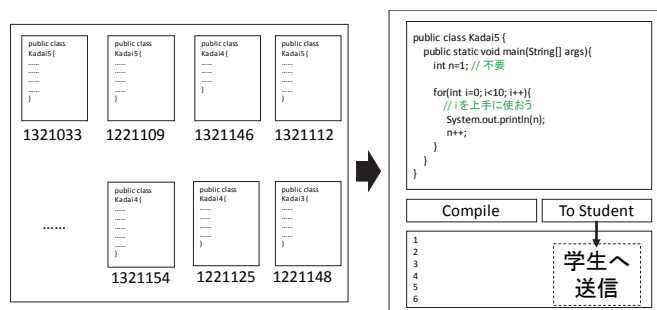 public class
Kadai5 {
......
......
......
......
}
1321033
public class
Kadai5 {
......
......
......
......
}
1221109
public class
Kadai4 {
......
......
......
}
1321146
public class
Kadai5 {
......
......
......
......
}
1321112
......
public class
Kadai4 {
......
......
......
......
}
1321154
public class
Kadai4 {
......
......
......
}
1221125
public class
Kadai3 {
......
......
......
......
}
1221148
public class Kadai5 {
public static void main(String[] args){
int n=1; // 不要
for(int i=0; i<10; i++){
// i を上手に使おう
System.out.println(n);
n++;
}
}
}
Compile
To Student
1
2
3
4
5
6
学生へ
送信